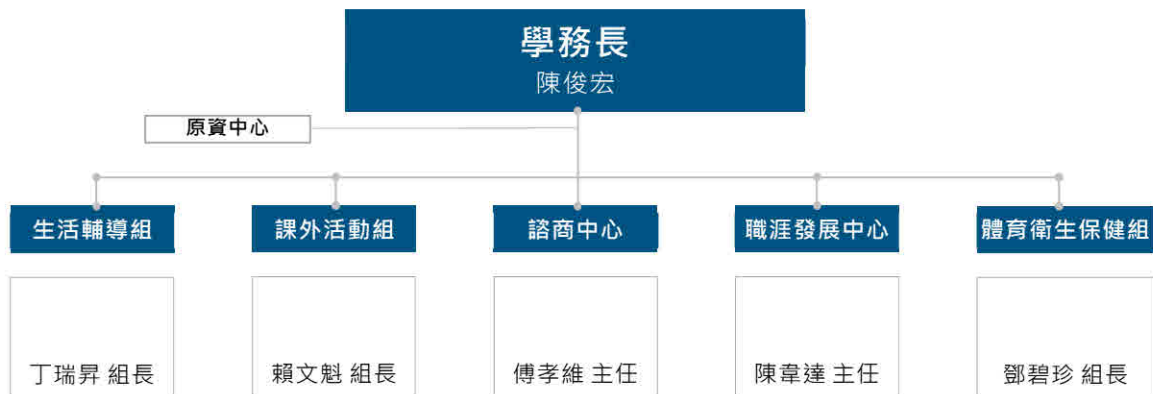 學務長
陳俊宏
原資中心
生活輔導組
課外活動組
諮商中心
職涯發展中心
體育衛生保健組
丁瑞昇 組長
賴文魁 組長
傅孝維 主任
陳韋達 主任
鄧碧珍 組長